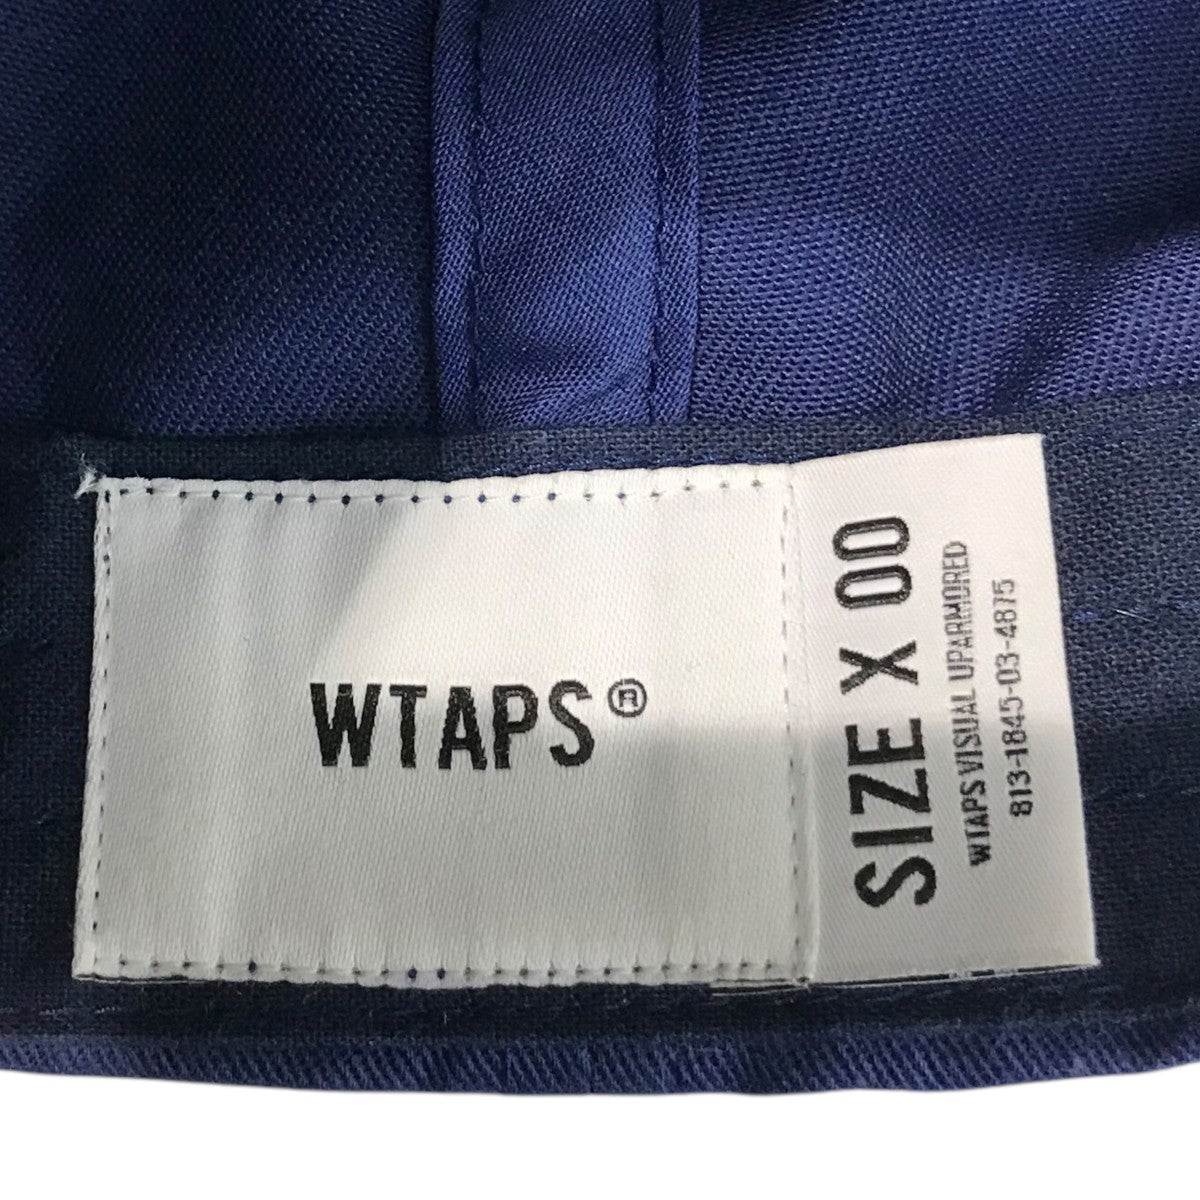 WTAPS®
SIZE X 00
WTAPS VISUAL UPARMORED
813-1845-03-4875